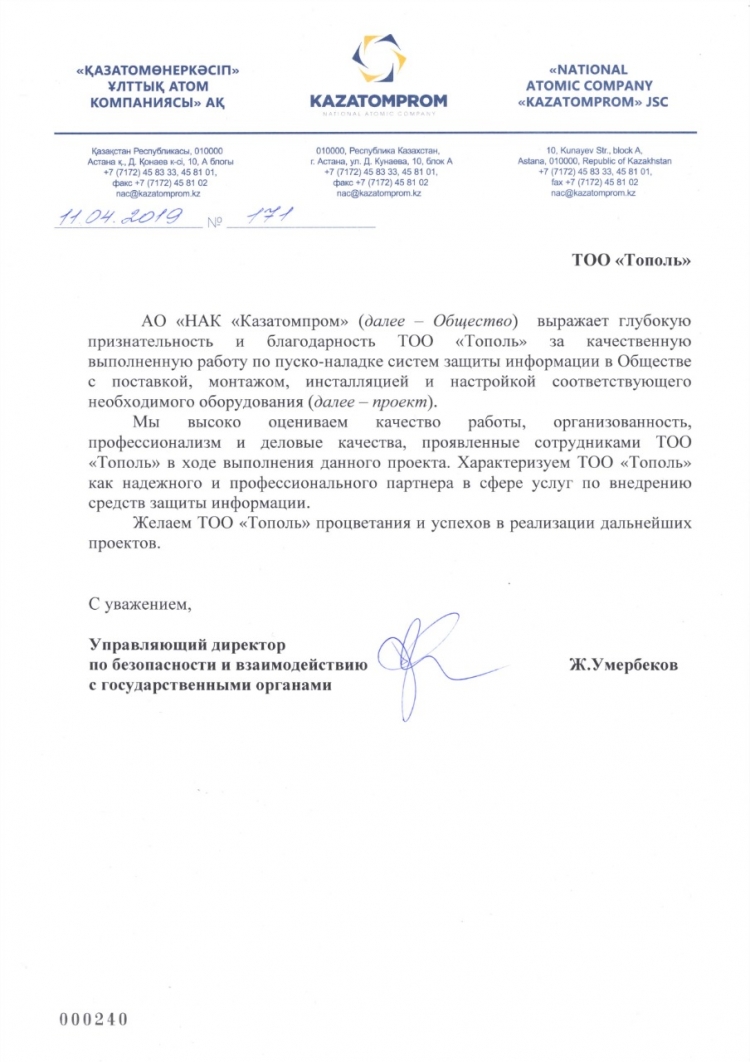 «ҚАЗАТОМӨНЕРКӘСІП»
ҰЛТТЫҚ АТОМ
КОМПАНИЯСЫ» АҚ
KAZATOMPROM
NATIONAL ATOMIC COMPANY
«NATIONAL
ATOMIC COMPANY
«KAZATOMPROM» JSC
Қазақстан Республикасы, 010000
Астана қ., Д. Қонаев к-сі, 10, А блогы
+7 (7172) 45 83 33, 45 81 01,
факс +7 (7172) 45 81 02
nac@kazatomprom.kz
010000, Республика Казахстан,
г. Астана, ул. Д. Кунаева, 10, блок А
+7 (7172) 45 83 33, 45 81 01,
факс +7 (7172) 45 81 02
nac@kazatomprom.kz
10, Kunayev Str., block A,
Astana, 010000, Republic of Kazakhstan
+7 (7172) 45 83 33, 45 81 01,
fax +7 (7172) 45 81 02
nac@kazatomprom.kz
11.04.2019 № 171
ТОО «Тополь»
АО «НАК «Казатомпром» (далее – Общество) выражает глубокую
признательность и благодарность ТОО «Тополь» за качественную
выполненную работу по пуско-наладке систем защиты информации в Обществе
с поставкой, монтажом, инсталляцией и настройкой соответствующего
необходимого оборудования (далее – проект).
Мы высоко оцениваем качество работы, организованность,
профессионализм и деловые качества, проявленные сотрудниками ТОО
«Тополь» в ходе выполнения данного проекта. Характеризуем ТОО «Тополь»
как надежного и профессионального партнера в сфере услуг по внедрению
средств защиты информации.
Желаем ТОО «Тополь» процветания и успехов в реализации дальнейших
проектов.
С уважением,
Управляющий директор
по безопасности и взаимодействию
с государственными органами
Ж.Умербеков
000240